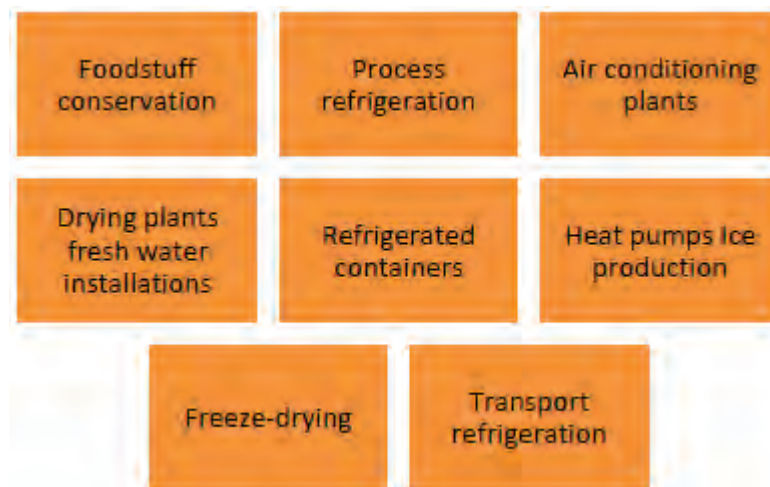 Foodstuff
conservation
Process
refrigeration
Air conditioning
plants
Drying plants
fresh water
installations
Refrigerated
containers
Heat pumps Ice
production
Freeze-drying
Transport
refrigeration